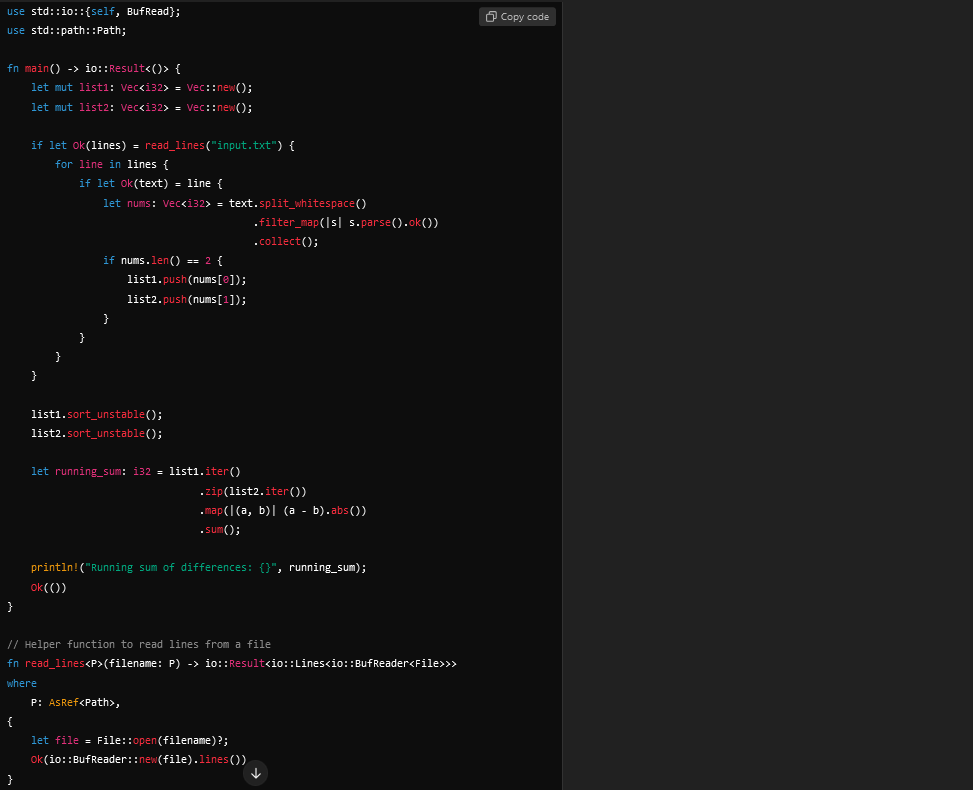 use std::io::{self, BufRead};
Copy code
use std::path::Path;
fn main() -> io::Result<()> {
    let mut list1: Vec<i32> = Vec::new();
    let mut list2: Vec<i32> = Vec::new();
    if let Ok(lines) = read_lines("input.txt") {
        for line in lines {
            if let Ok(text) = line {
                let nums: Vec<i32> = text.split_whitespace()
                                         .filter_map(|s| s.parse().ok())
                                         .collect();
                if nums.len() == 2 {
                    list1.push(nums[0]);
                    list2.push(nums[1]);
                }
            }
        }
    }
    list1.sort_unstable();
    list2.sort_unstable();
    let running_sum: i32 = list1.iter()
                                .zip(list2.iter())
                                .map(|(a, b)| (a - b).abs())
                                .sum();
    println!("Running sum of differences: {}", running_sum);
    Ok(())
}
// Helper function to read lines from a file
fn read_lines<P>(filename: P) -> io::Result<io::Lines<io::BufReader<File>>>
where
    P: AsRef<Path>,
{
    let file = File::open(filename)?;
    Ok(io::BufReader::new(file).lines())
}